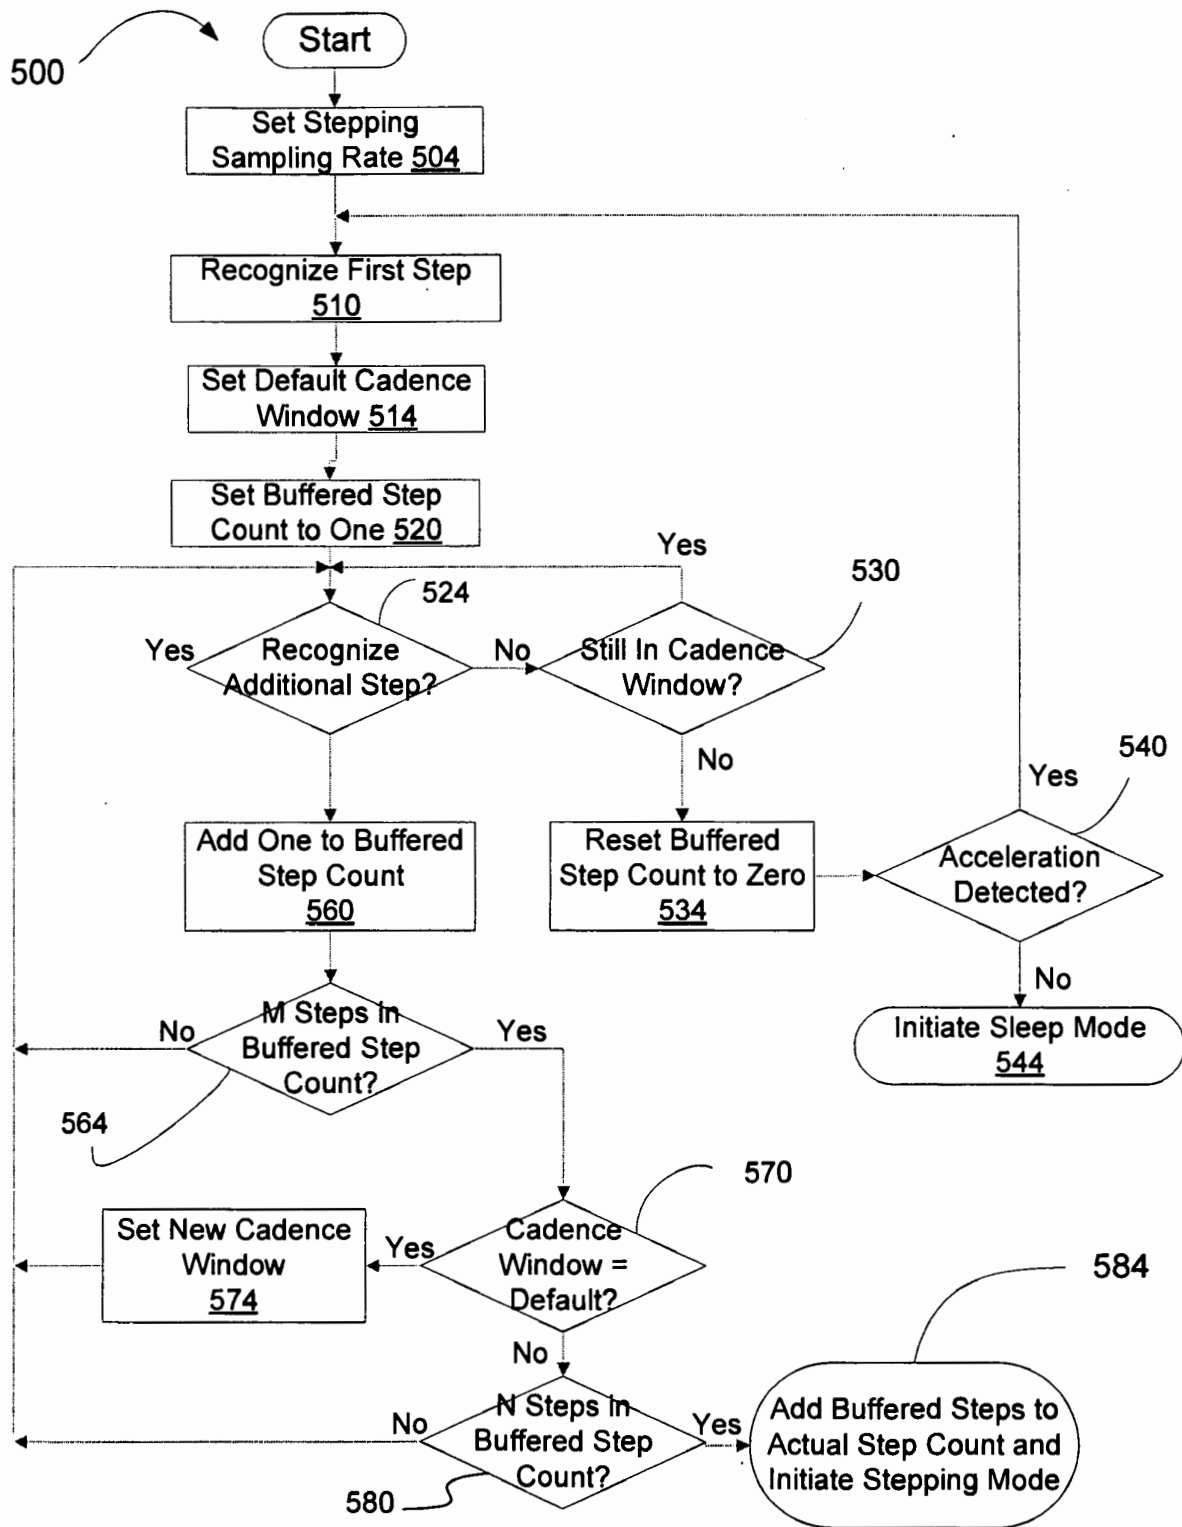 500
Start
Set Stepping
Sampling Rate 504
Recognize First Step
510
Set Default Cadence
Window 514
Set Buffered Step
Count to One 520
Yes
530
524
Yes
Recognize
Additional Step?
No
Still In Cadence
Window?
No
540
Yes
Add One to Buffered
Step Count
560
Reset Buffered
Step Count to Zero
534
Acceleration
Detected?
No
Initiate Sleep Mode
544
No
M Steps in
Buffered Step
Count?
Yes
564
570
Set New Cadence
Window
574
Yes
Cadence
Window =
Default?
584
No
No
N Steps in
Buffered Step
Count?
Yes
580
Add Buffered Steps to
Actual Step Count and
Initiate Stepping Mode